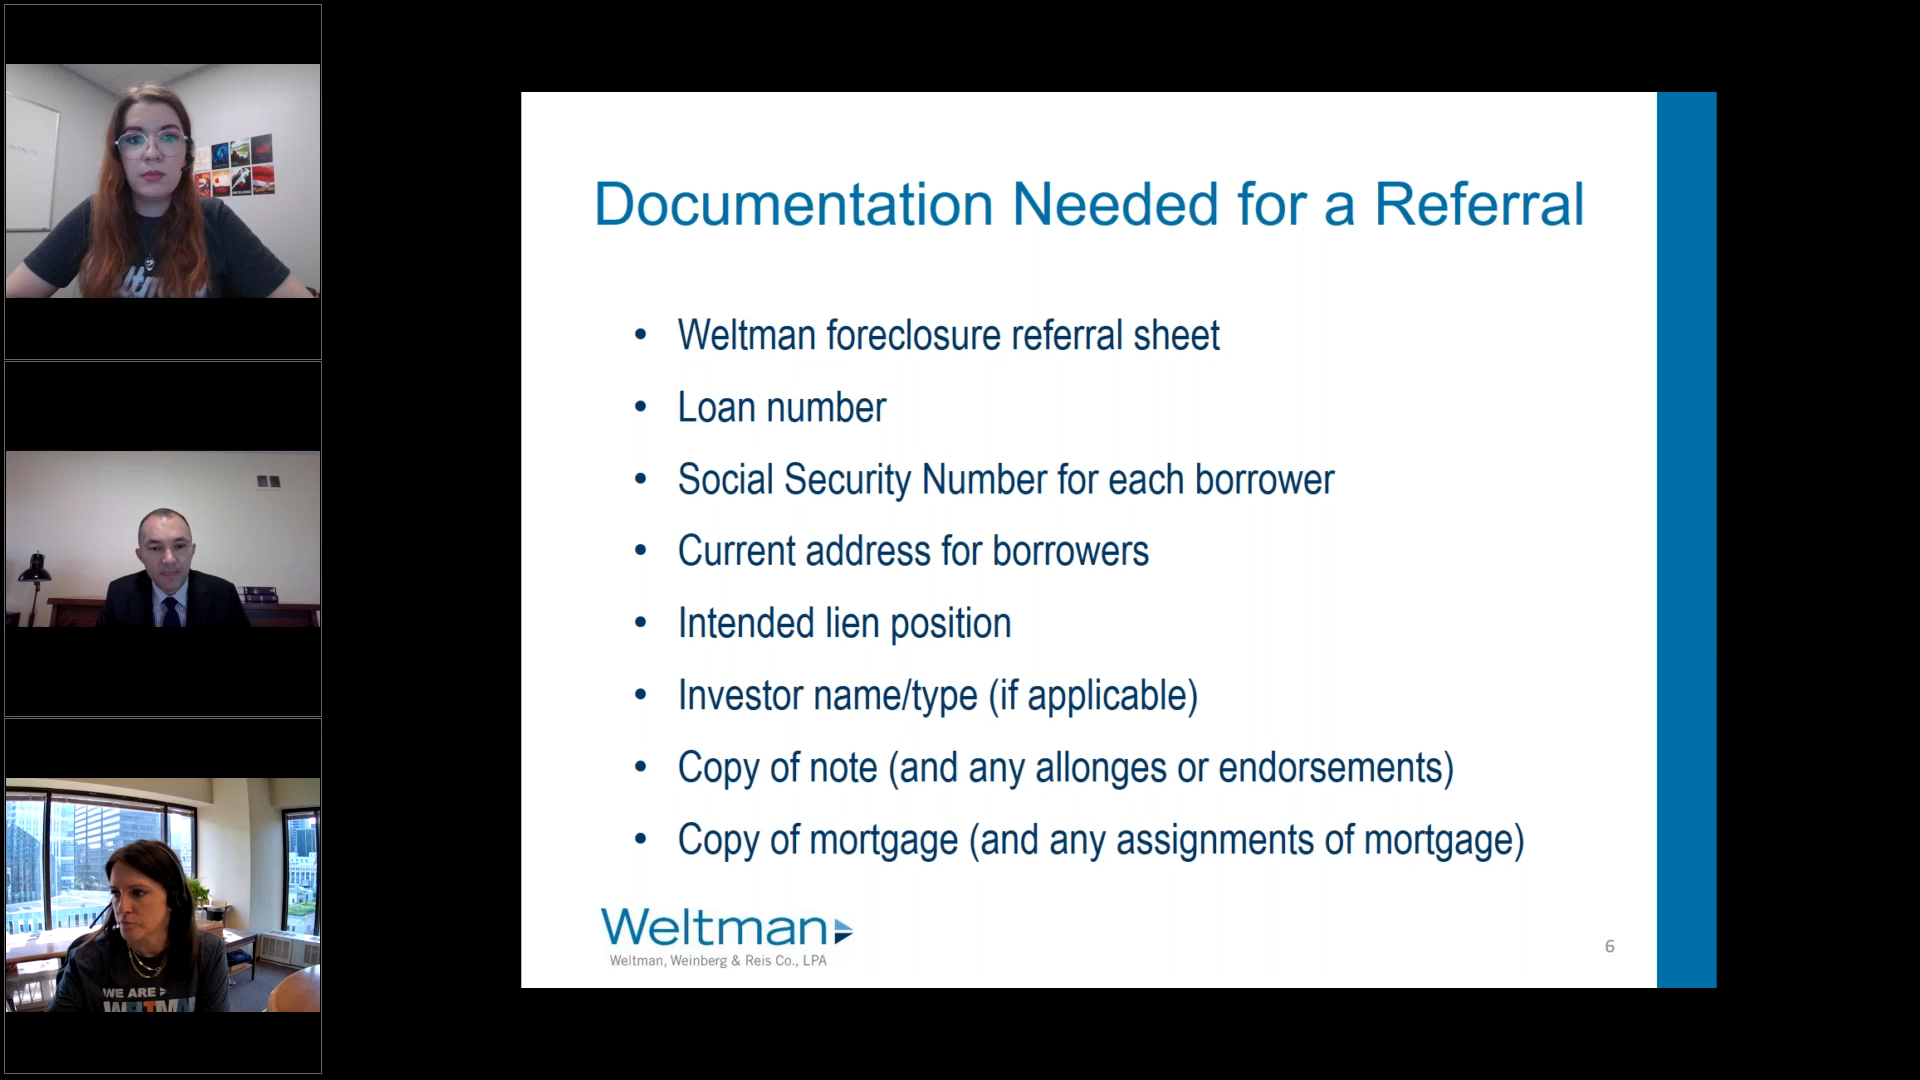 Documentation Needed for a Referral
• Weltman foreclosure referral sheet
• Loan number
• Social Security Number for each borrower
• Current address for borrowers
• Intended lien position
• Investor name/type (if applicable)
• Copy of note (and any allonges or endorsements)
• Copy of mortgage (and any assignments of mortgage)
Weltman
Weltman, Weinberg & Reis Co., LPA
6
WE ARE >